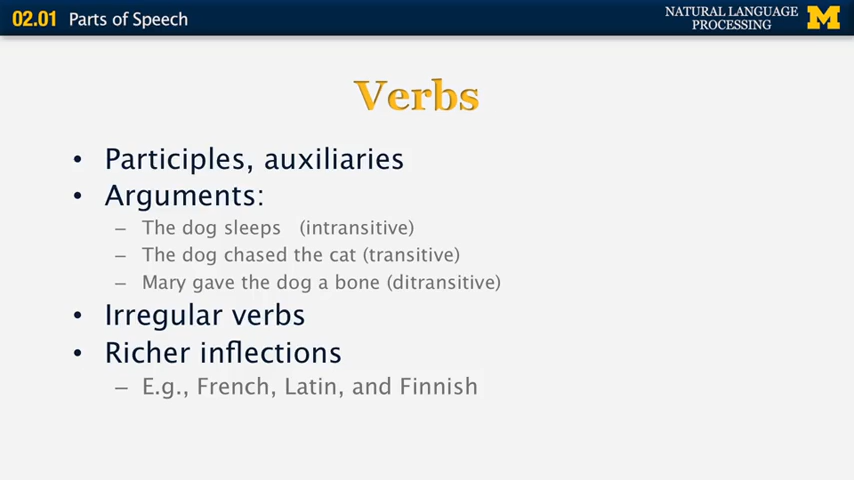 02.01 Parts of Speech
NATURAL LANGUAGE
PROCESSING
M
Verbs
• Participles, auxiliaries
• Arguments:
– The dog sleeps (intransitive)
– The dog chased the cat (transitive)
– Mary gave the dog a bone (ditransitive)
• Irregular verbs
• Richer inflections
– E.g., French, Latin, and Finnish